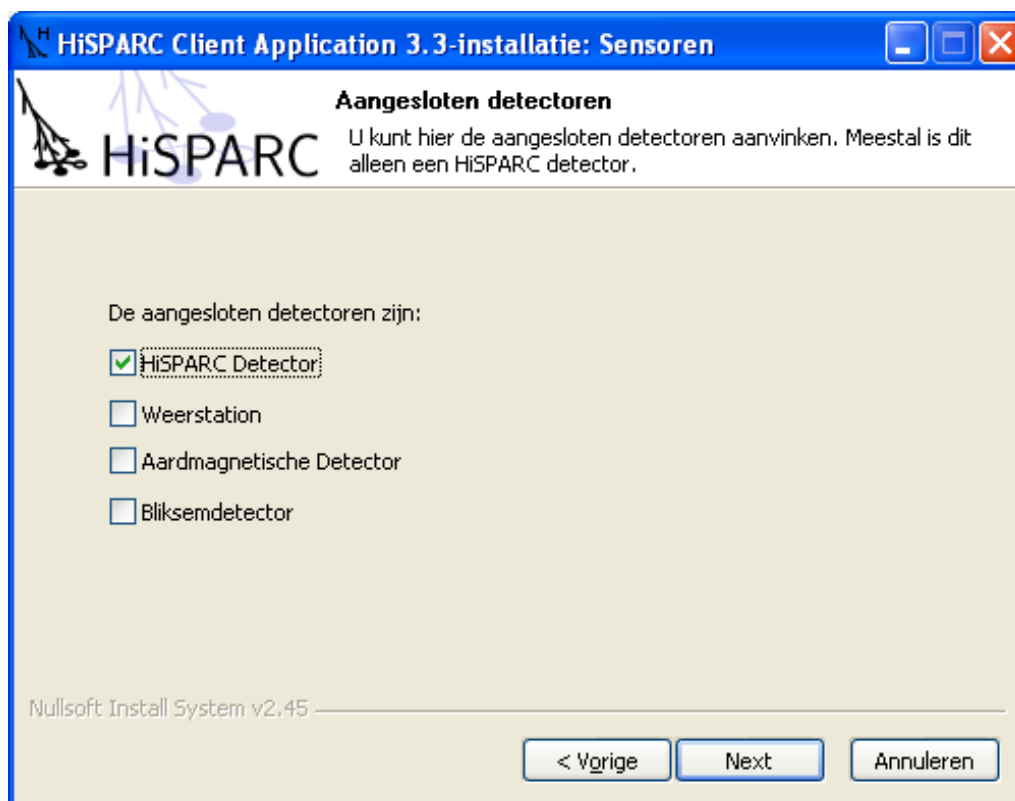 HiSPARC Client Application 3.3-installatie: Sensoren
H
HiSPARC
Aangesloten detectoren
U kunt hier de aangesloten detectoren aanvinken. Meestal is dit
alleen een HiSPARC detector.
De aangesloten detectoren zijn:
HiSPARC Detector
Weerstation
Aardmagnetische Detector
Bliksemdetector
Nullsoft Install System v2.45
< Vorige
Next
Annuleren